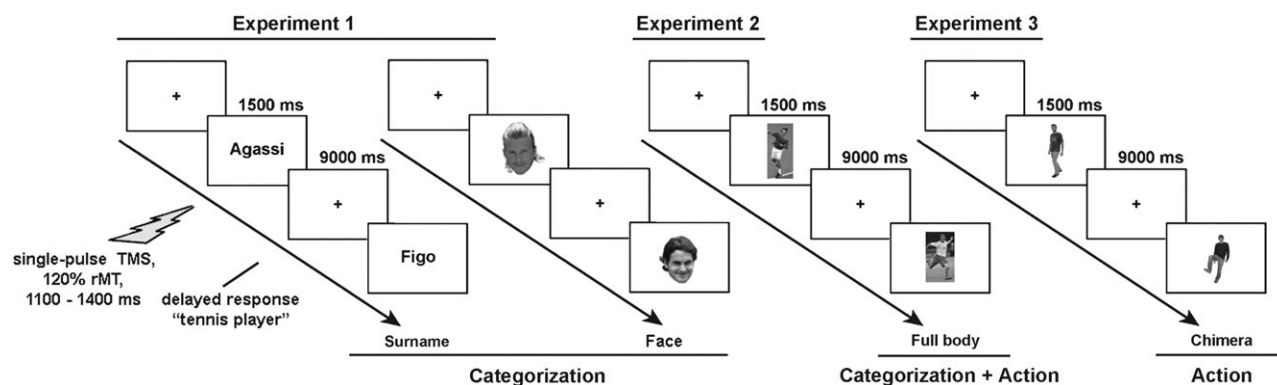 Experiment 1
Experiment 2
Experiment 3
+
+
+
+
1500 ms
1500 ms
1500 ms
Agassi
9000 ms
9000 ms
9000 ms
+
+
+
+
Figo
single-pulse TMS,
120% rMT,
1100 - 1400 ms
delayed response
“tennis player”
Surname
Face
Full body
Chimera
Categorization
Categorization + Action
Action